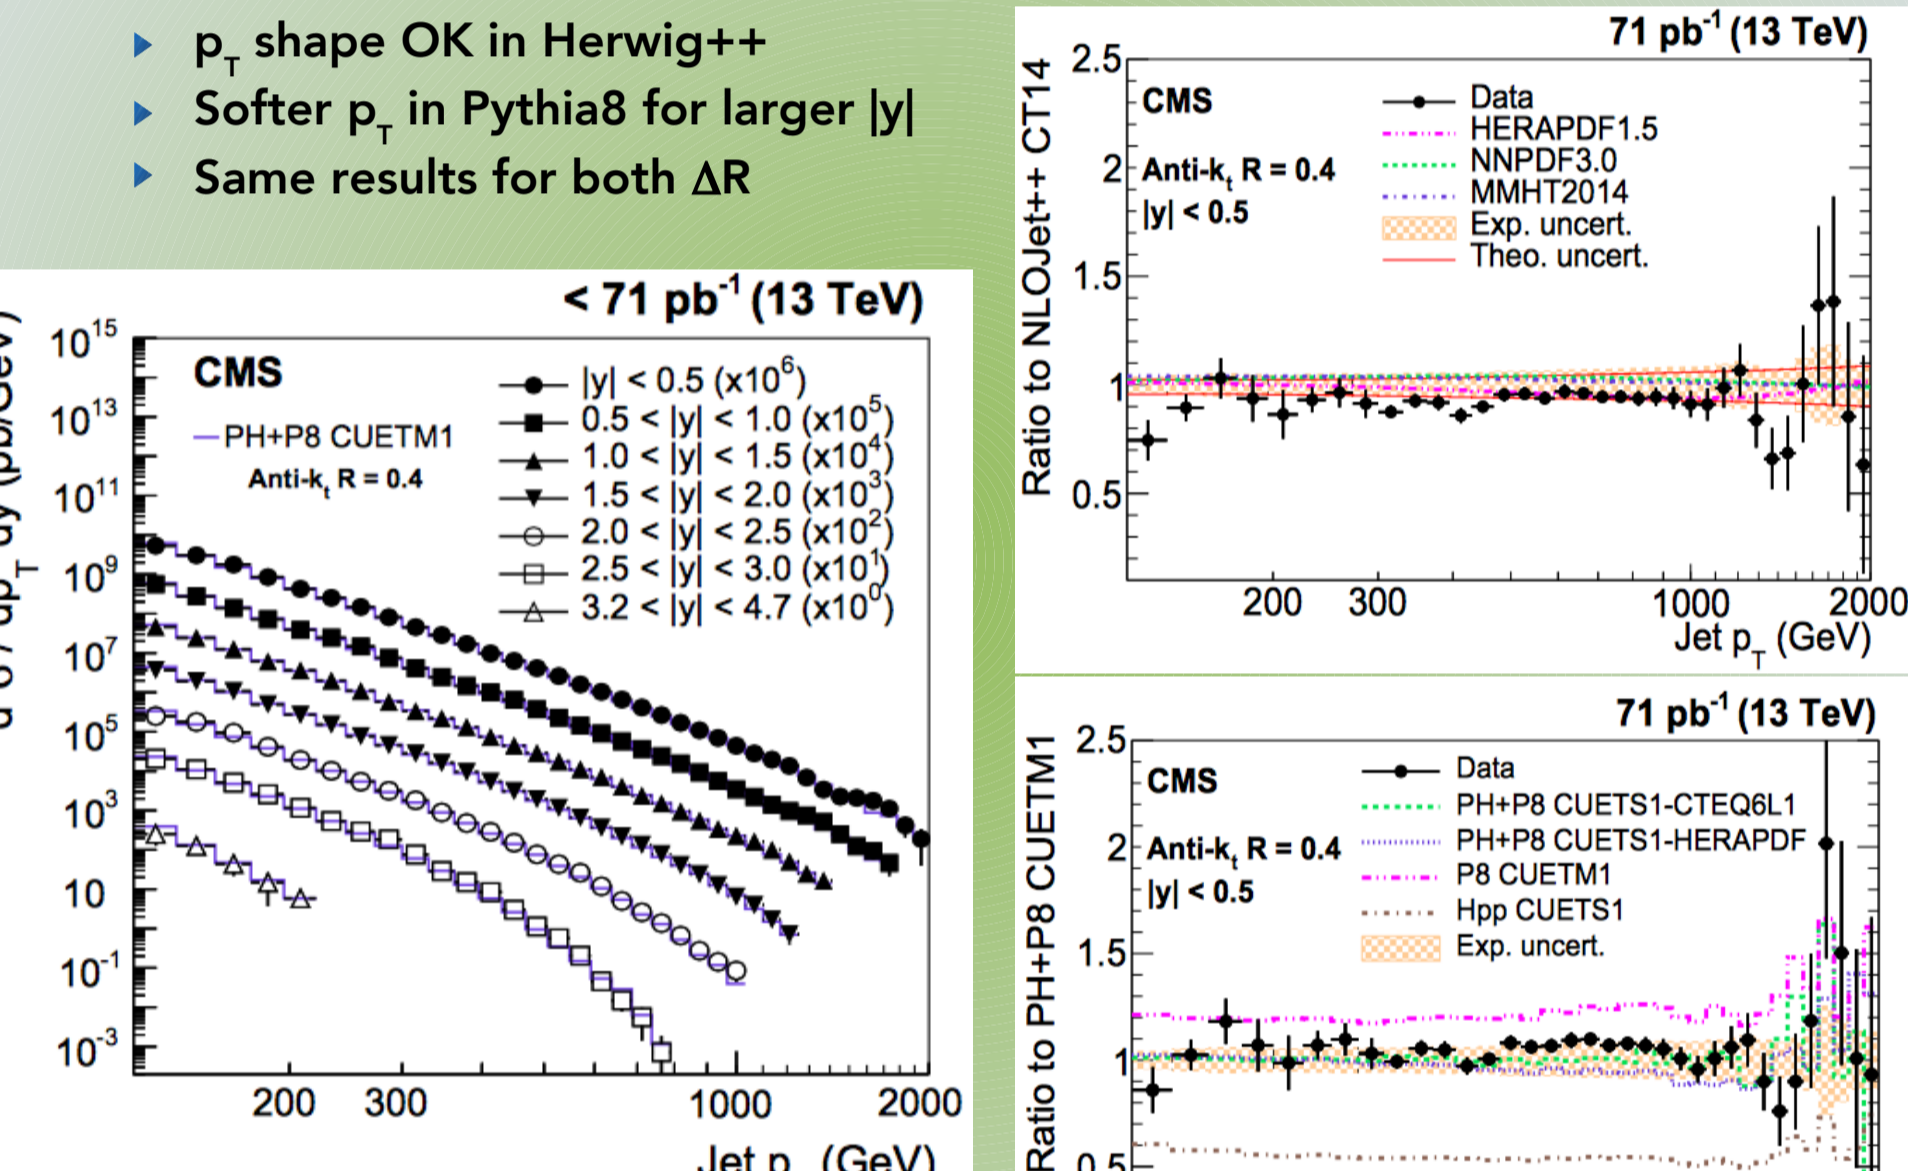 p_T shape OK in Herwig++
Softer p_T in Pythia8 for larger |y|
Same results for both ΔR
< 71 pb^-1 (13 TeV)
CMS
PH+P8 CUETM1
Anti-k_t R = 0.4
|y| < 0.5 (x10^6)
0.5 < |y| < 1.0 (x10^5)
1.0 < |y| < 1.5 (x10^4)
1.5 < |y| < 2.0 (x10^3)
2.0 < |y| < 2.5 (x10^2)
2.5 < |y| < 3.0 (x10^1)
3.2 < |y| < 4.7 (x10^0)
10^15
10^13
10^11
10^9
10^7
10^5
10^3
10
10^-1
10^-3
200 300 1000 2000
Jet p (GeV)
71 pb^-1 (13 TeV)
Ratio to NLOJet++ CT14
CMS
Anti-k_t R = 0.4
|y| < 0.5
Data
HERAPDF1.5
NNPDF3.0
MMHT2014
Exp. uncert.
Theo. uncert.
2.5
2
1.5
1
0.5
200 300 1000 2000
Jet p_T (GeV)
71 pb^-1 (13 TeV)
Ratio to PH+P8 CUETM1
CMS
Anti-k_t R = 0.4
|y| < 0.5
Data
PH+P8 CUETS1-CTEQ6L1
PH+P8 CUETS1-HERAPDF
P8 CUETM1
Hpp CUETS1
Exp. uncert.
2.5
2
1.5
1
0.5